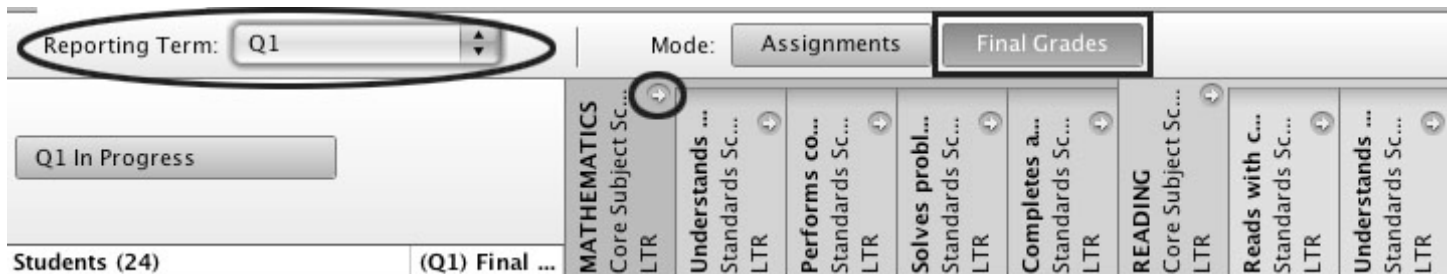 Reporting Term: Q1
Mode: Assignments Final Grades
Q1 In Progress
Students (24)
(Q1) Final ...
MATHEMATICS
Core Subject Sc...
LTR
Understands ...
Standards Sc...
LTR
Performs co...
Standards Sc...
LTR
Solves probl...
Standards Sc...
LTR
Completes a...
Standards Sc...
LTR
READING
Core Subject Sc...
LTR
Reads with c...
Standards Sc...
LTR
Understands ...
Standards Sc...
LTR